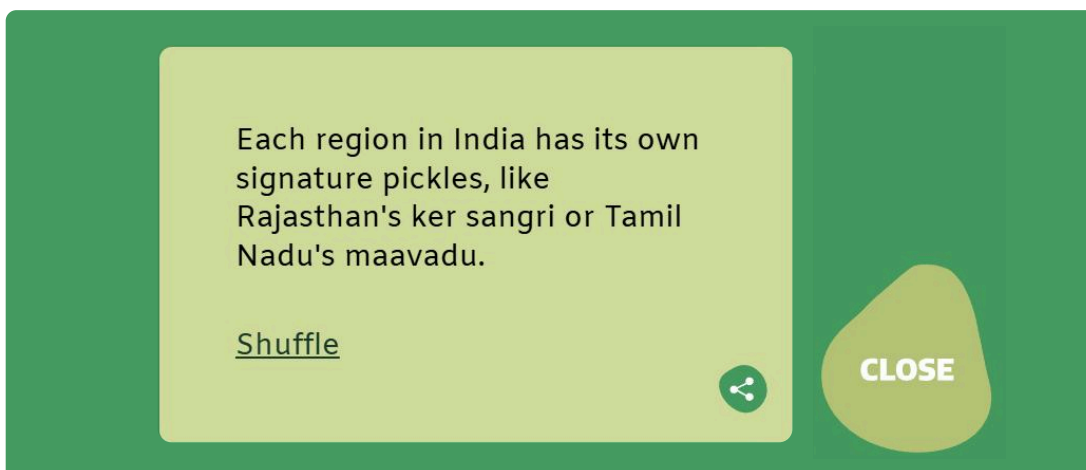 Each region in India has its own
signature pickles, like
Rajasthan's ker sangri or Tamil
Nadu's maavadu.
Shuffle
CLOSE